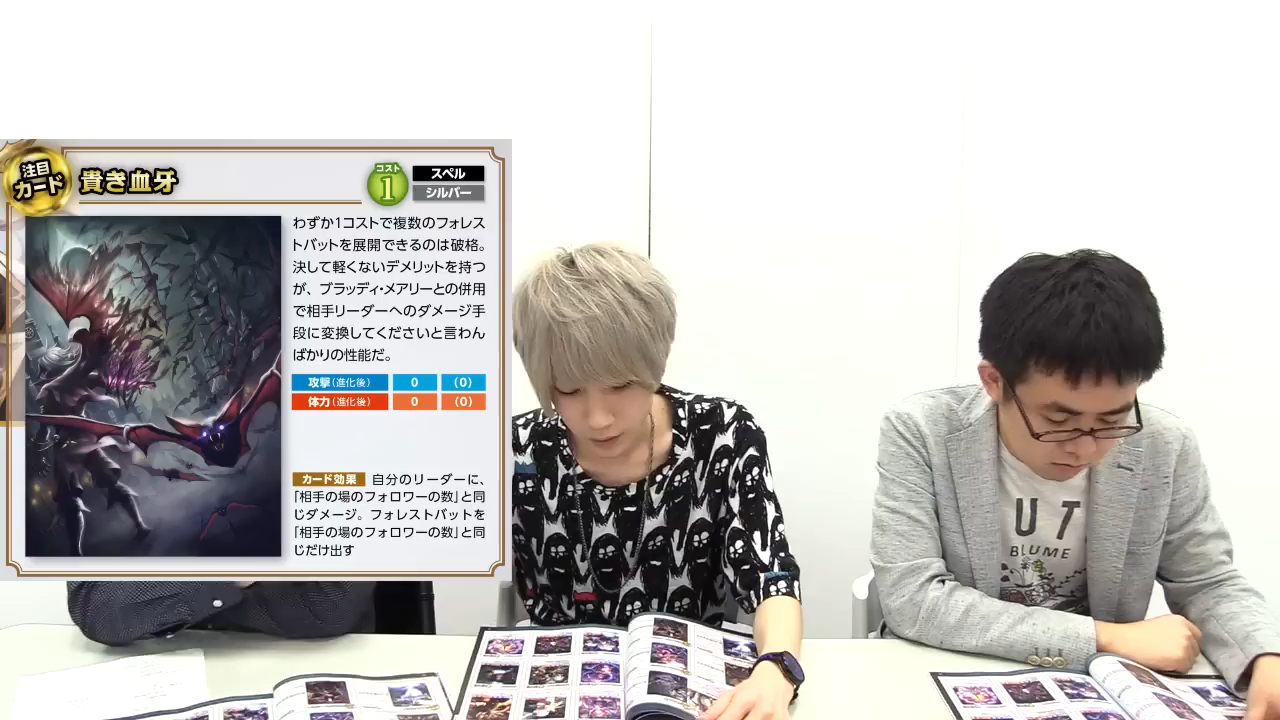 注目
カード
貴き血牙
コスト
1
スペル
シルバー
わずか1コストで複数のフォレス
トバットを展開できるのは破格。
決して軽くないデメリットを持つ
が、ブラッディ・メアリーとの併用
で相手リーダーへのダメージ手
段に変換してくださいと言わん
ばかりの性能だ。
攻撃(進化後) 0 (0)
体力(進化後) 0 (0)
カード効果 自分のリーダーに、
「相手の場のフォロワーの数」と同
じダメージ。フォレストバットを
「相手の場のフォロワーの数」と同
じだけ出す
UT
BLUME